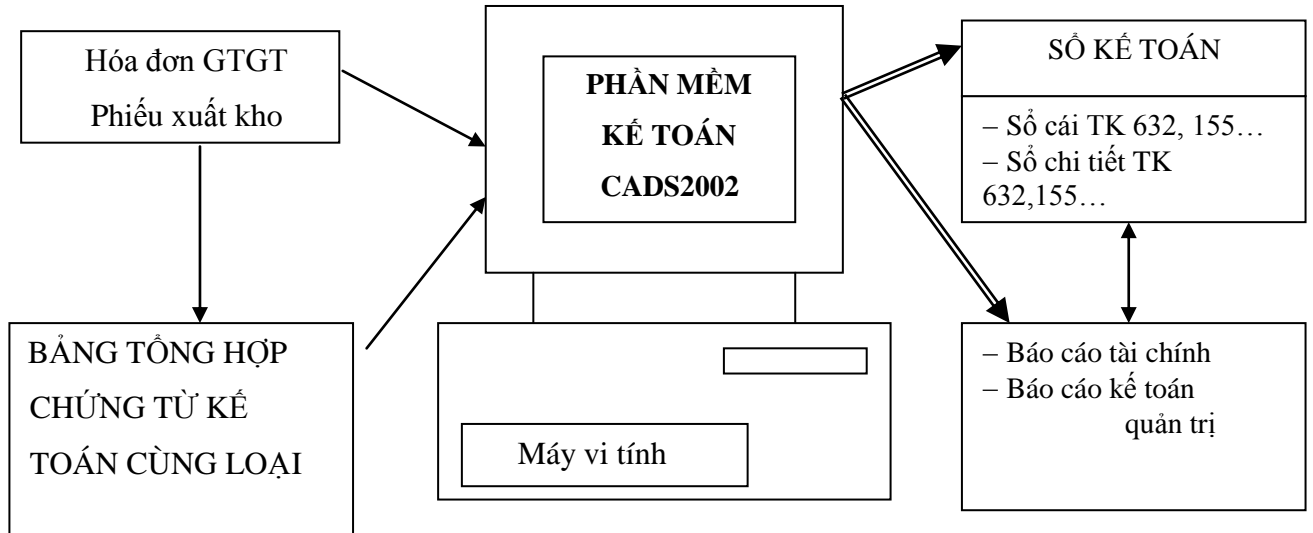 Hóa đơn GTGT
Phiếu xuất kho
BẢNG TỔNG HỢP
CHỨNG TỪ KẾ
TOÁN CÙNG LOẠI
PHẦN MỀM
KẾ TOÁN
CADS2002
Máy vi tính
SỔ KẾ TOÁN
– Sổ cái TK 632, 155…
– Sổ chi tiết TK
632,155…
– Báo cáo tài chính
– Báo cáo kế toán
quản trị